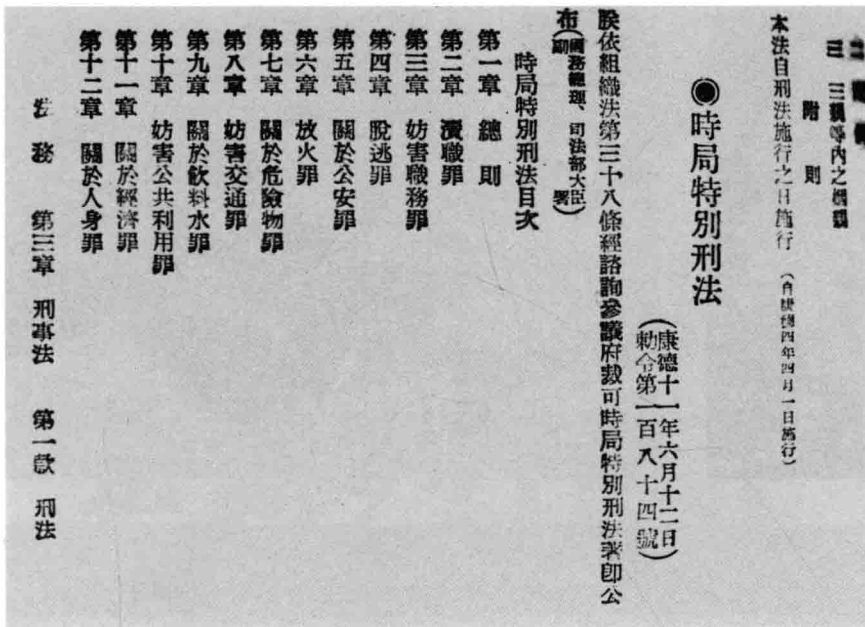 三 三親等內之姻親
附 則
本法自刑法施行之日施行 (自康德四年四月一日施行)
●時局特別刑法
(康德十一年六月十二日
勅令第一百八十四號)
朕依組織法第三十八條經諮詢參議府裁可時局特別刑法著卽公
布(國務總理、司法部大臣
副 署)
時局特別刑法目次
第一章 總 則
第二章 瀆職罪
第三章 妨害職務罪
第四章 脫逃罪
第五章 關於公安罪
第六章 放火罪
第七章 關於危險物罪
第八章 妨害交通罪
第九章 關於飮料水罪
第十章 妨害公共利用罪
第十一章 關於經濟罪
第十二章 關於人身罪
法 務 第三章 刑事法 第一款 刑法